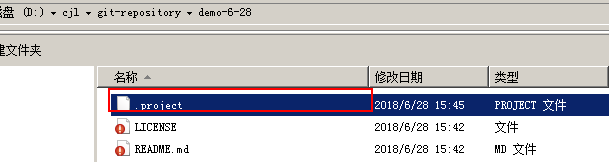 磁盘 (D:) ▾ cjl ▾ git-repository ▾ demo-6-28
建文件夹
名称 修改日期 类型
.project 2018/6/28 15:45 PROJECT 文件
LICENSE 2018/6/28 15:42 文件
README.md 2018/6/28 15:42 MD 文件